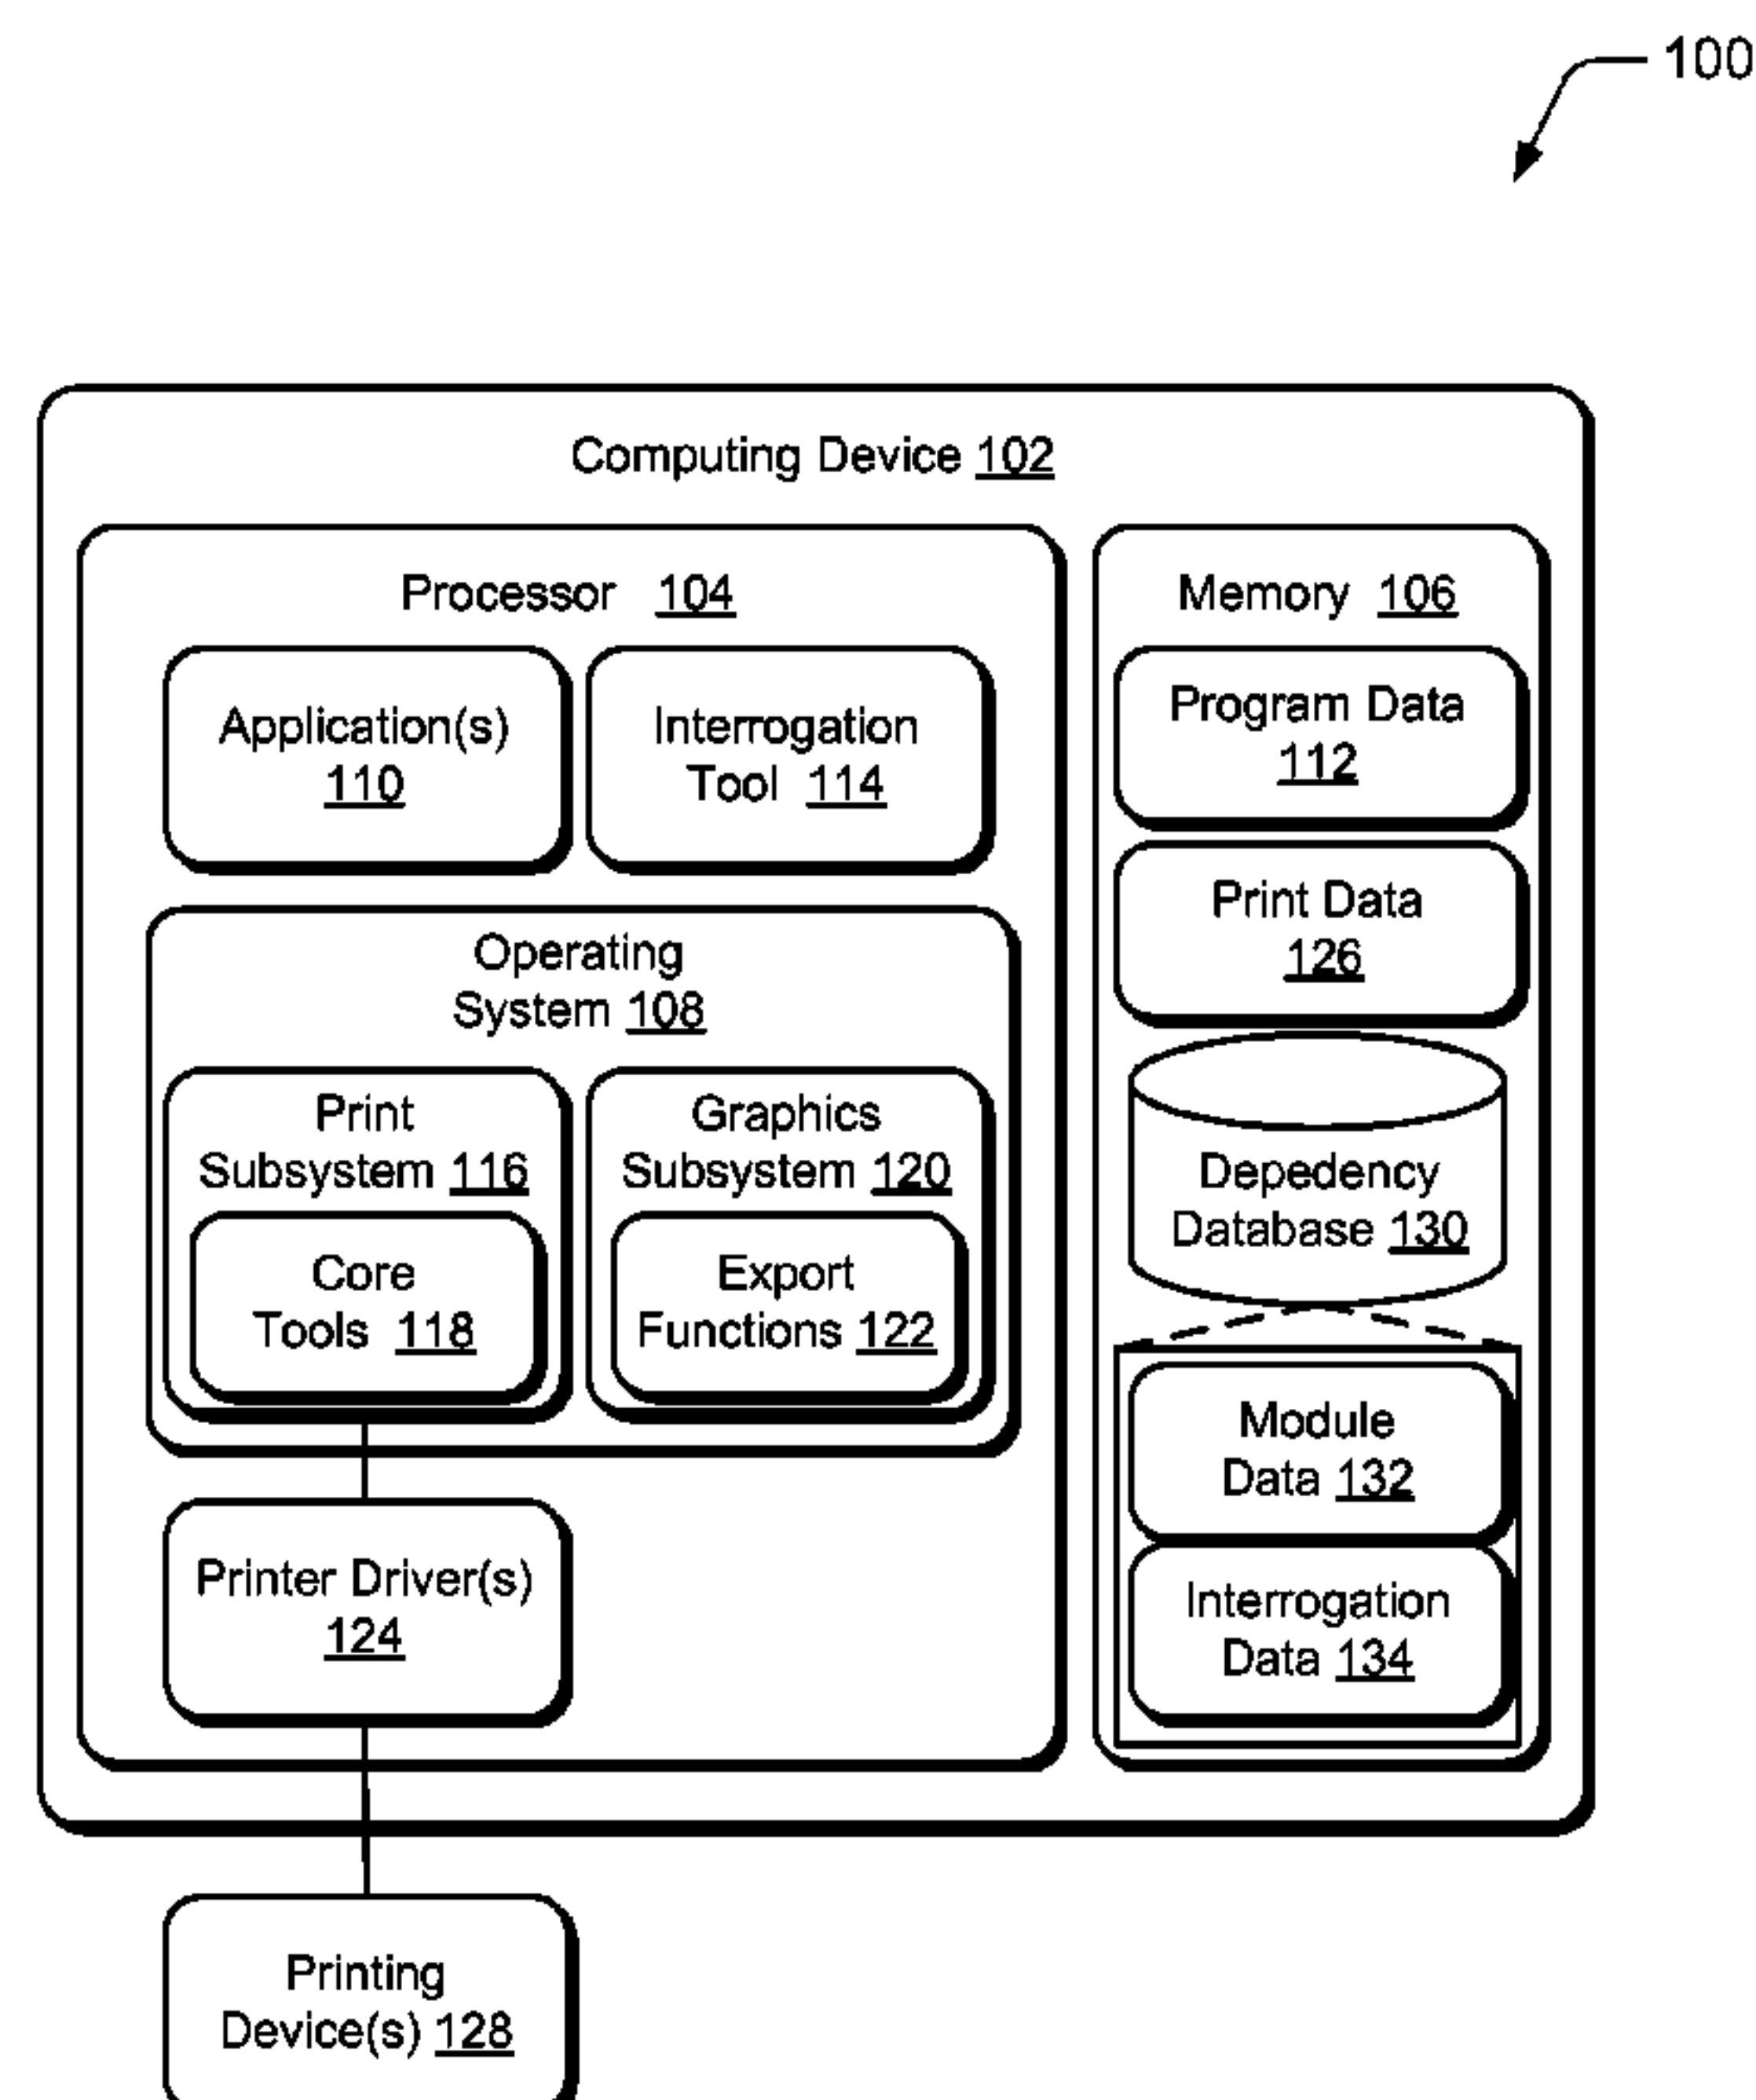 100
Computing Device 102
Processor 104
Application(s)
110
Interrogation
Tool 114
Operating
System 108
Print
Subsystem 116
Core
Tools 118
Graphics
Subsystem 120
Export
Functions 122
Printer Driver(s)
124
Memory 106
Program Data
112
Print Data
126
Depedency
Database 130
Module
Data 132
Interrogation
Data 134
Printing
Device(s) 128